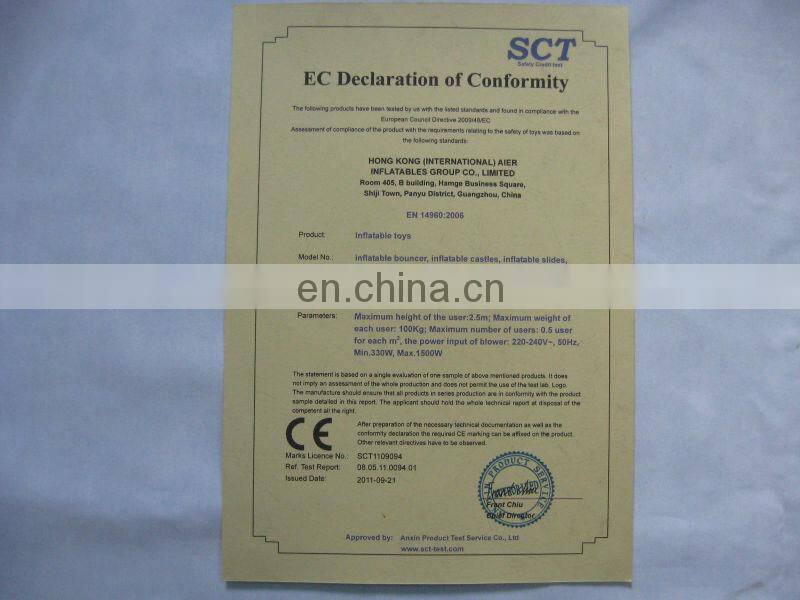 SCT
Safety Credit test
EC Declaration of Conformity
The following products have been tested by us with the listed standards and found in compliance with the
European Council Directive 2009/48/EC
Assessment of compliance of the product with the requirements relating to the safety of toys was based on
the following standards:
HONG KONG (INTERNATIONAL) AIER
INFLATABLES GROUP CO., LIMITED
Room 405, B building, Hamge Business Square,
Shiji Town, Panyu District, Guangzhou, China
EN 14960:2006
Product: Inflatable toys
Model No.: inflatable bouncer, inflatable castles, inflatable slides,
en.china.cn
Parameters: Maximum height of the user:2.5m; Maximum weight of
each user: 100Kg; Maximum number of users: 0.5 user
for each m², the power input of blower: 220-240V~, 50Hz,
Min.330W, Max.1500W
The statement is based on a single evaluation of one sample of above mentioned products. It does
not imply an assessment of the whole production and does not permit the use of the test lab. Logo.
The manufacture should ensure that all products in series production are in conformity with the product
sample detailed in this report. The applicant should hold the whole technical report at disposal of the
competent all the right.
CE
After preparation of the necessary technical documentation as well as the
conformity declaration the required CE marking can be affixed on the product.
Other relevant directives have to be observed.
Marks Licence No.: SCT1109094
Ref. Test Report: 08.05.11.0094.01
Issued Date: 2011-09-21
PRODUCT SERVICE
Frant Chiu
Chief Director
Approved by: Anxin Product Test Service Co., Ltd
www.sct-test.com